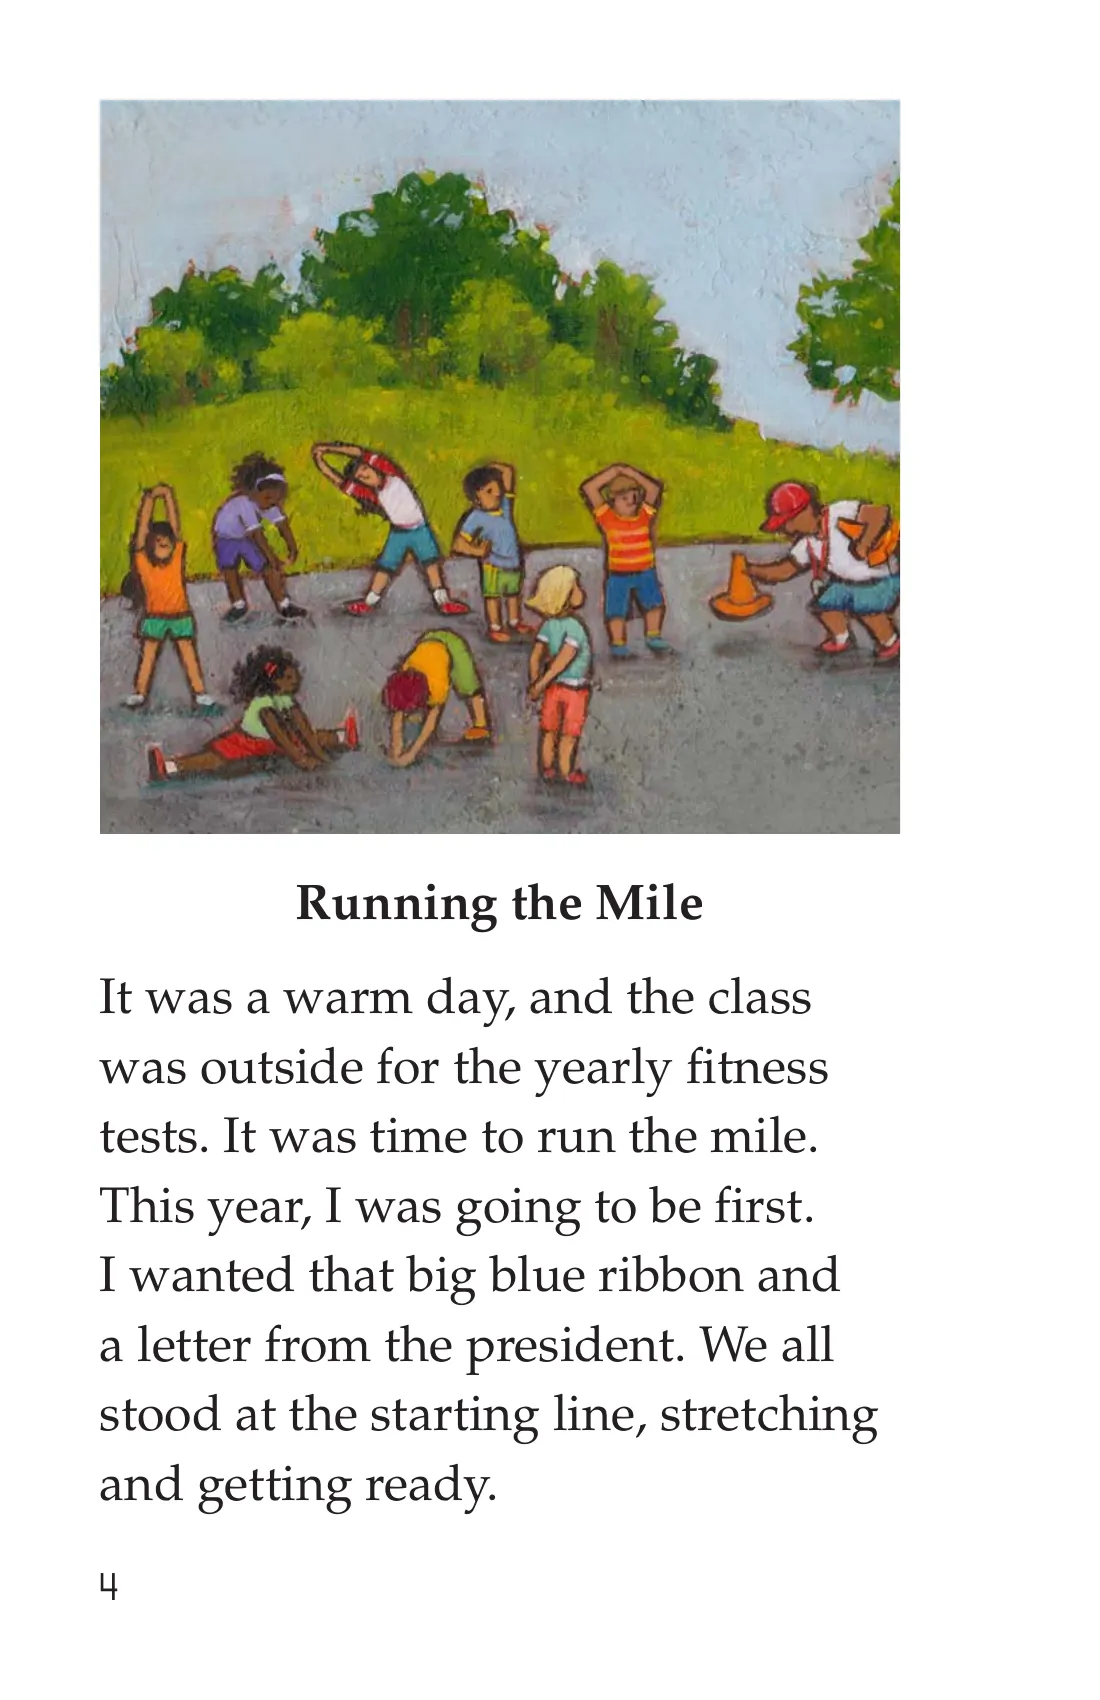 Running the Mile
It was a warm day, and the class
was outside for the yearly fitness
tests. It was time to run the mile.
This year, I was going to be first.
I wanted that big blue ribbon and
a letter from the president. We all
stood at the starting line, stretching
and getting ready.
4